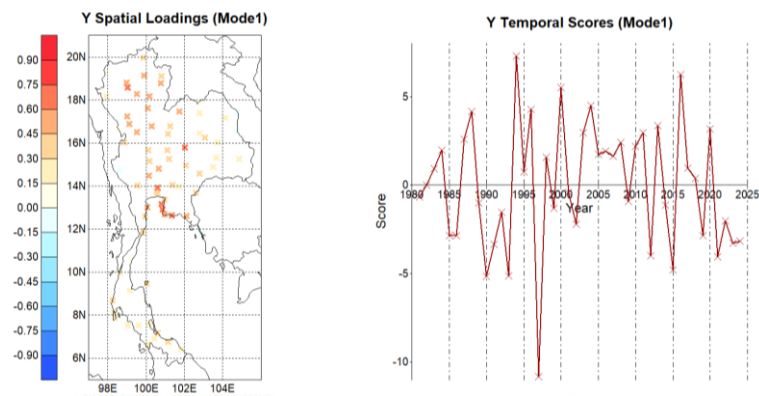 Y Spatial Loadings (Mode1)
0.90
0.75
0.60
0.45
0.30
0.15
0.00
-0.15
-0.30
-0.45
-0.60
-0.75
-0.90
20N
18N
16N
14N
12N
10N
8N
6N
98E 100E 102E 104E
Y Temporal Scores (Mode1)
5
0
-5
-10
Score
1980 1985 1990 1995 2000 2005 2010 2015 2020 2025
Year